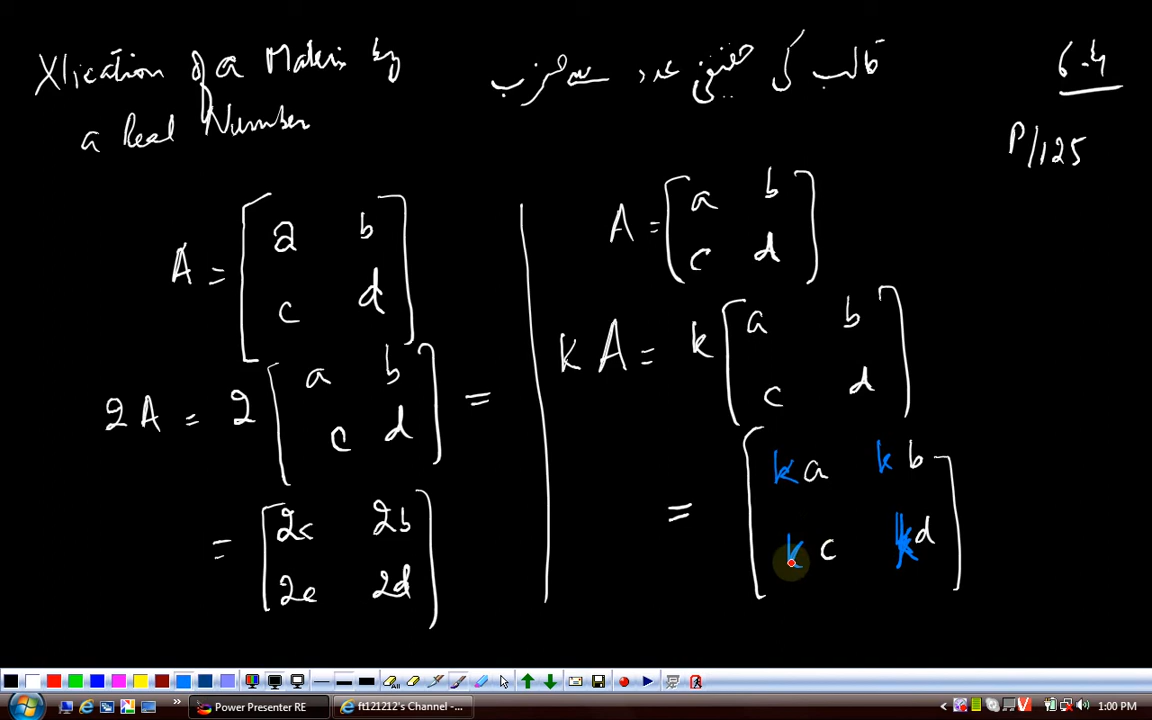 Xlication of a Matrix by
a Real Number
قالب کی حقیقی عدد سے ضرب
6.4
P/125
A = [ a b
c d ]
2A = 2 [ a b
c d ] =
= [ 2a 2b
2c 2d ]
A = [ a b
c d ]
kA = k [ a b
c d ]
= [ ka kb
kc kd ]
Power Presenter RE
ft121212's Channel - ...
1:00 PM